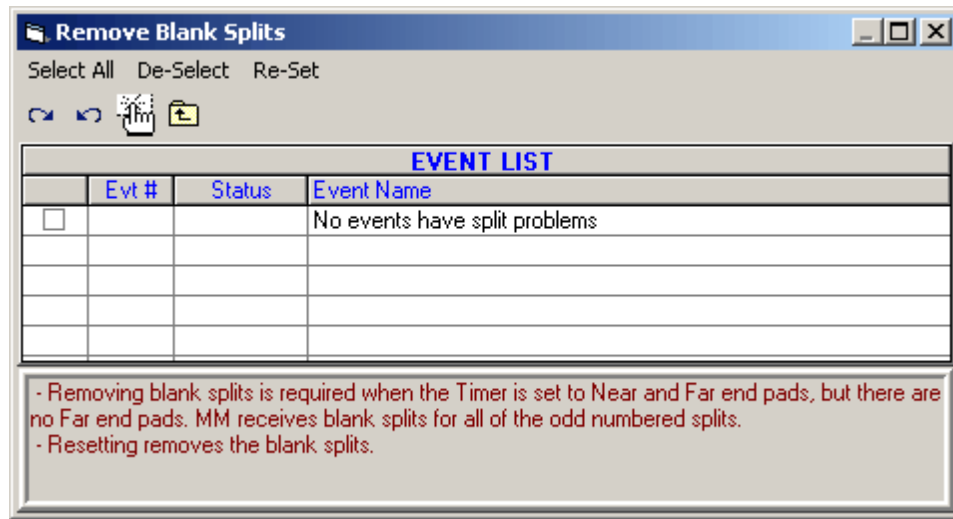 Remove Blank Splits
Select All De-Select Re-Set
EVENT LIST
Evt # Status Event Name
No events have split problems
- Removing blank splits is required when the Timer is set to Near and Far end pads, but there are
no Far end pads. MM receives blank splits for all of the odd numbered splits.
- Resetting removes the blank splits.